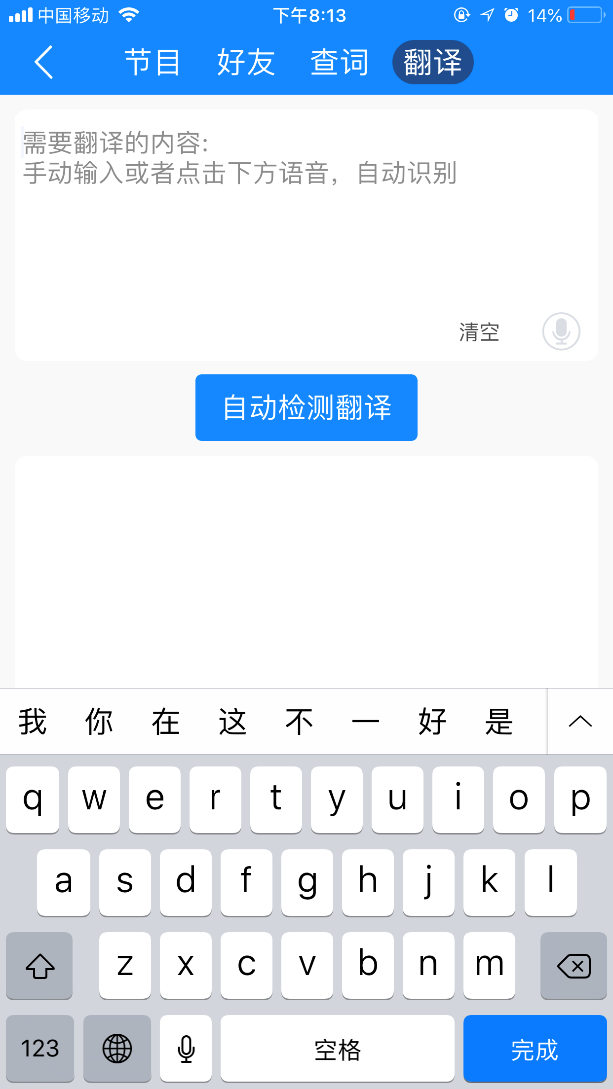 中国移动 下午8:13 14%
节目 好友 查词 翻译
需要翻译的内容:
手动输入或者点击下方语音，自动识别
清空
自动检测翻译
我 你 在 这 不 一 好 是
q w e r t y u i o p
a s d f g h j k l
z x c v b n m
123 空格 完成